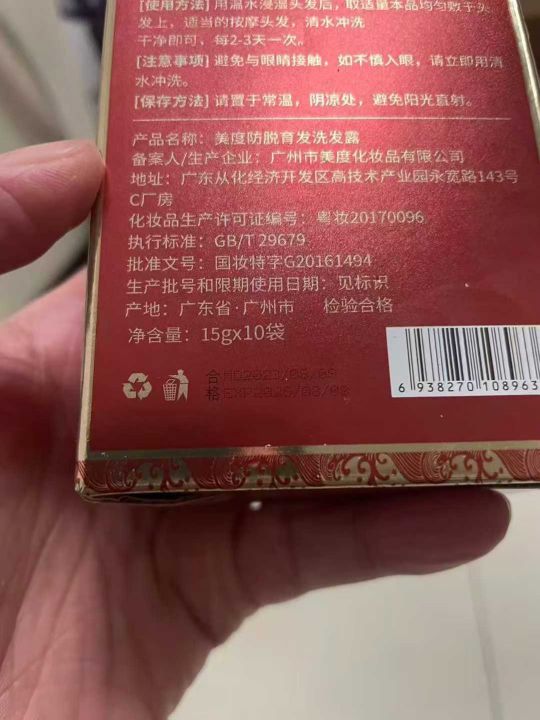 [使用方法] 用温水浸湿头发后，取适量本品均匀敷于头
发上，适当的按摩头发，清水冲洗
干净即可，每2-3天一次。
[注意事项] 避免与眼睛接触，如不慎入眼，请立即用清
水冲洗。
[保存方法] 请置于常温，阴凉处，避免阳光直射。
产品名称：美度防脱育发洗发露
备案人/生产企业：广州市美度化妆品有限公司
地址：广东从化经济开发区高技术产业园永宽路143号
C厂房
化妆品生产许可证编号：粤妆20170096
执行标准：GB/T 29679
批准文号：国妆特字G20161494
生产批号和限期使用日期：见标识
产地：广东省·广州市 检验合格
净含量：15gx10袋
合
格EXP2026/08/08
6 938270 108963